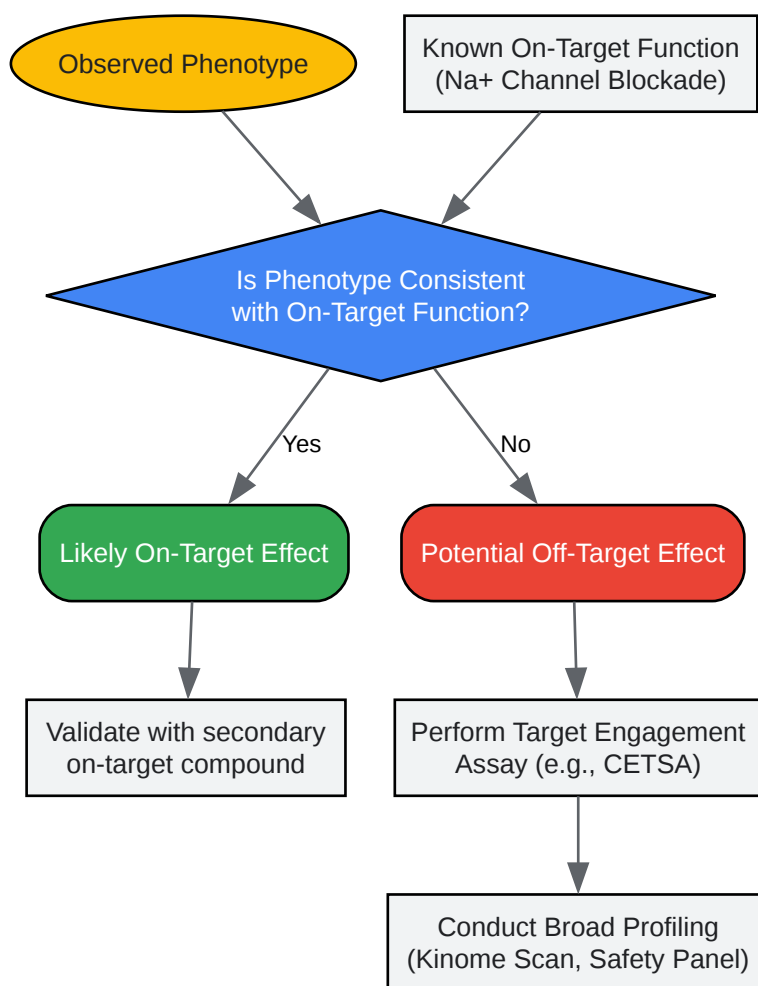 Observed Phenotype
Known On-Target Function
(Na+ Channel Blockade)
Is Phenotype Consistent
with On-Target Function?
Yes
No
Likely On-Target Effect
Potential Off-Target Effect
Validate with secondary
on-target compound
Perform Target Engagement
Assay (e.g., CETSA)
Conduct Broad Profiling
(Kinome Scan, Safety Panel)